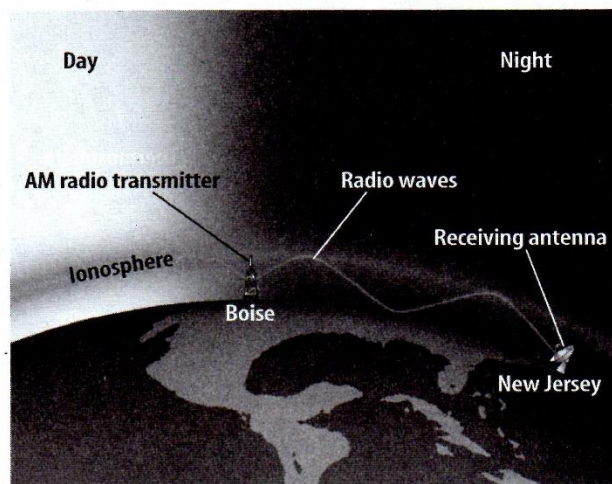 Day
Night
AM radio transmitter
Radio waves
Receiving antenna
Ionosphere
Boise
New Jersey